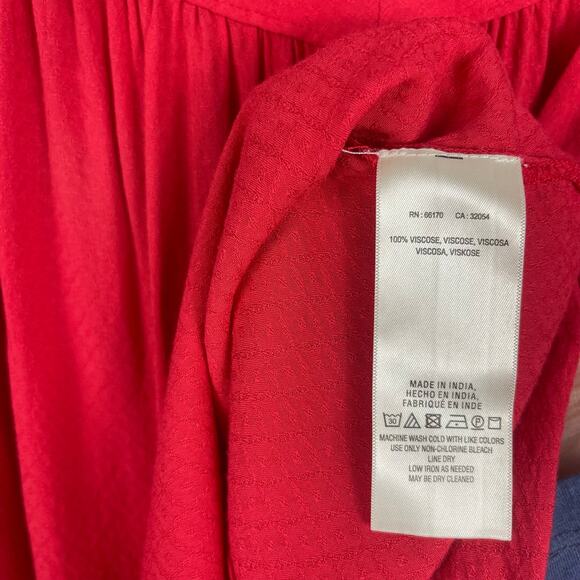 RN : 66170 CA : 32054
100% VISCOSE, VISCOSE, VISCOSA
VISCOSA, VISKOSE
MADE IN INDIA,
HECHO EN INDIA,
FABRIQUÉ EN INDE
30 P
MACHINE WASH COLD WITH LIKE COLORS
USE ONLY NON-CHLORINE BLEACH
LINE DRY
LOW IRON AS NEEDED
MAY BE DRY CLEANED